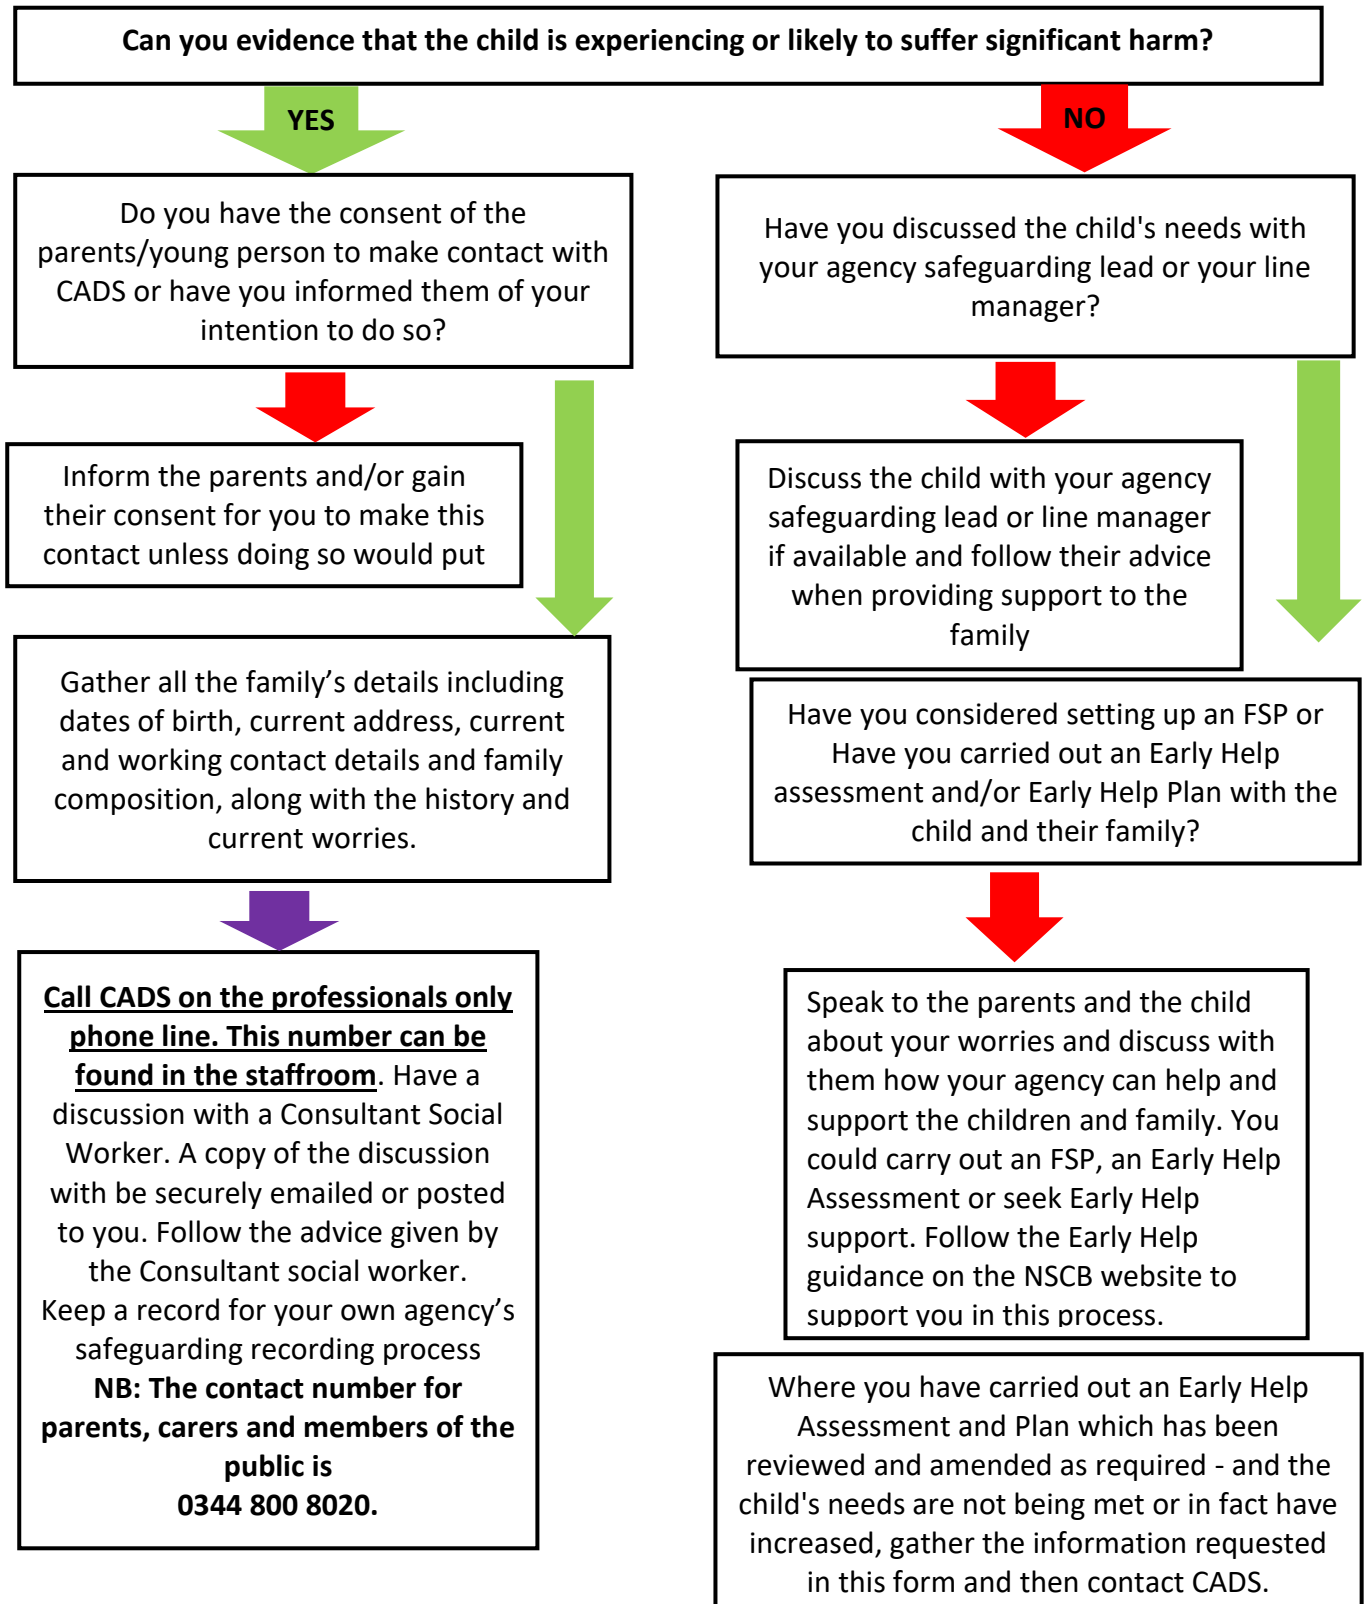 Can you evidence that the child is experiencing or likely to suffer significant harm?
YES
NO
Do you have the consent of the
parents/young person to make contact with
CADS or have you informed them of your
intention to do so?
Inform the parents and/or gain
their consent for you to make this
contact unless doing so would put
Gather all the family’s details including
dates of birth, current address, current
and working contact details and family
composition, along with the history and
current worries.
Call CADS on the professionals only
phone line. This number can be
found in the staffroom. Have a
discussion with a Consultant Social
Worker. A copy of the discussion
with be securely emailed or posted
to you. Follow the advice given by
the Consultant social worker.
Keep a record for your own agency’s
safeguarding recording process
NB: The contact number for
parents, carers and members of the
public is
0344 800 8020.
Have you discussed the child's needs with
your agency safeguarding lead or your line
manager?
Discuss the child with your agency
safeguarding lead or line manager
if available and follow their advice
when providing support to the
family
Have you considered setting up an FSP or
Have you carried out an Early Help
assessment and/or Early Help Plan with the
child and their family?
Speak to the parents and the child
about your worries and discuss with
them how your agency can help and
support the children and family. You
could carry out an FSP, an Early Help
Assessment or seek Early Help
support. Follow the Early Help
guidance on the NSCB website to
support you in this process.
Where you have carried out an Early Help
Assessment and Plan which has been
reviewed and amended as required - and the
child's needs are not being met or in fact have
increased, gather the information requested
in this form and then contact CADS.